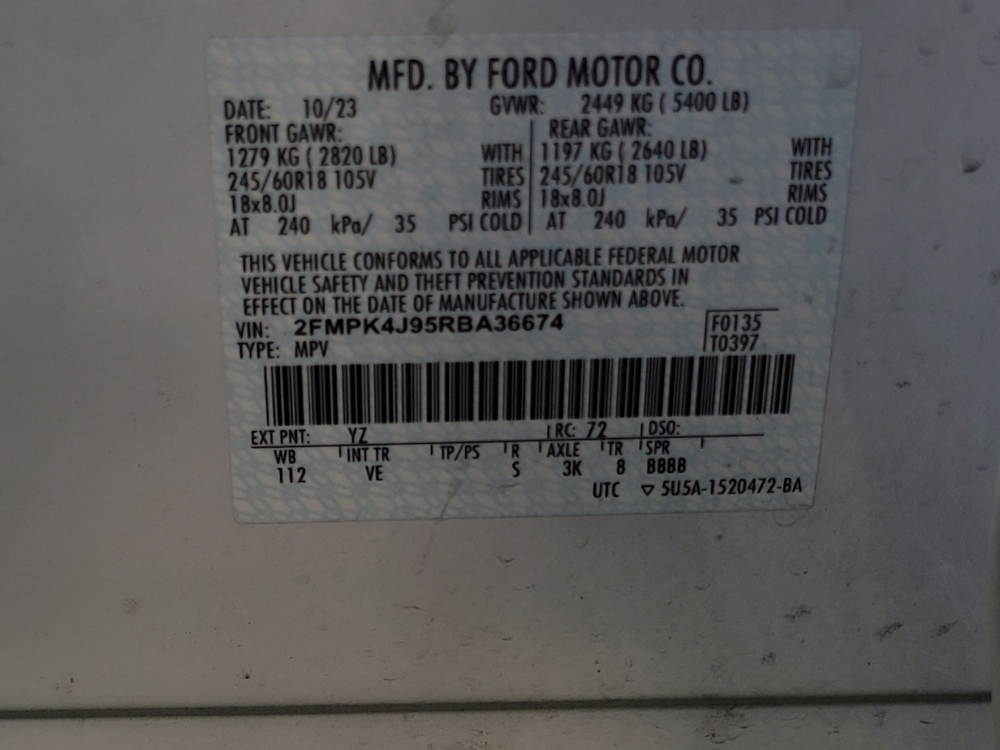 MFD. BY FORD MOTOR CO.
DATE: 10/23 GVWR: 2449 KG ( 5400 LB)
FRONT GAWR: REAR GAWR:
1279 KG ( 2820 LB) WITH 1197 KG ( 2640 LB) WITH
245/60R18 105V TIRES 245/60R18 105V TIRES
18x8.0J RIMS 18x8.0J RIMS
AT 240 kPa/ 35 PSI COLD AT 240 kPa/ 35 PSI COLD
THIS VEHICLE CONFORMS TO ALL APPLICABLE FEDERAL MOTOR
VEHICLE SAFETY AND THEFT PREVENTION STANDARDS IN
EFFECT ON THE DATE OF MANUFACTURE SHOWN ABOVE.
VIN: 2FMPK4J95RBA36674 F0135
TYPE: MPV T0397
EXT PNT: YZ RC: 72 DSO:
WB INT TR TP/PS R AXLE TR SPR
112 VE S 3K 8 BBBB
UTC ▽ 5U5A-1520472-BA